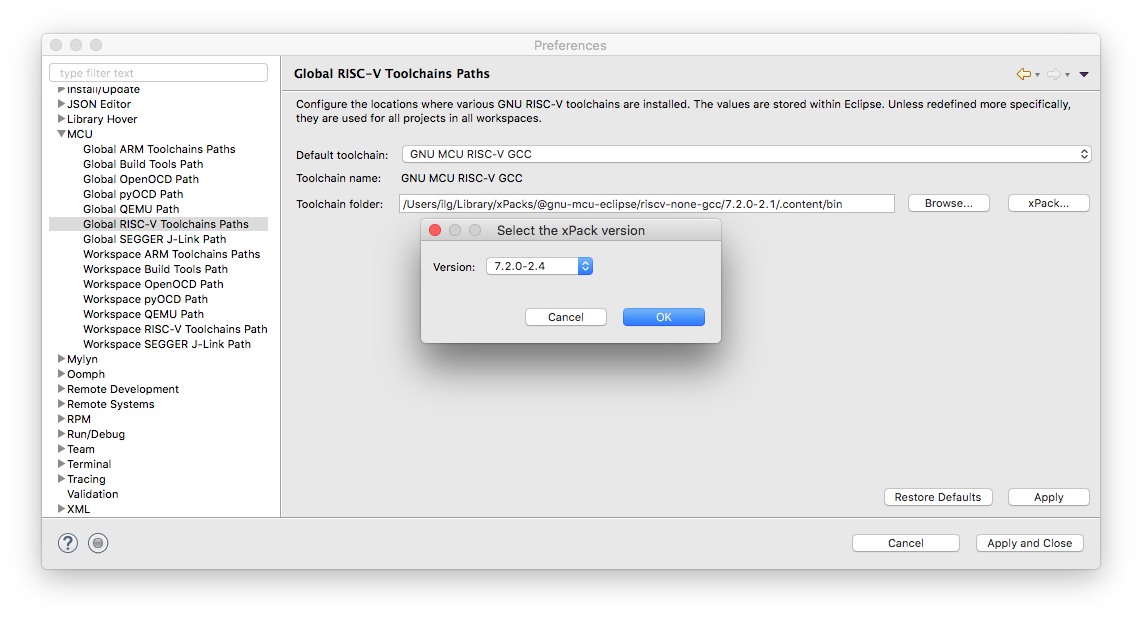 Preferences
type filter text
Install/Update
JSON Editor
Library Hover
MCU
Global ARM Toolchains Paths
Global Build Tools Path
Global OpenOCD Path
Global pyOCD Path
Global QEMU Path
Global RISC-V Toolchains Paths
Global SEGGER J-Link Path
Workspace ARM Toolchains Paths
Workspace Build Tools Path
Workspace OpenOCD Path
Workspace pyOCD Path
Workspace QEMU Path
Workspace RISC-V Toolchains Path
Workspace SEGGER J-Link Path
Mylyn
Oomph
Remote Development
Remote Systems
RPM
Run/Debug
Team
Terminal
Tracing
Validation
XML
Global RISC-V Toolchains Paths
Configure the locations where various GNU RISC-V toolchains are installed. The values are stored within Eclipse. Unless redefined more specifically,
they are used for all projects in all workspaces.
Default toolchain: GNU MCU RISC-V GCC
Toolchain name: GNU MCU RISC-V GCC
Toolchain folder: /Users/ilg/Library/xPacks/@gnu-mcu-eclipse/riscv-none-gcc/7.2.0-2.1/.content/bin Browse... xPack...
Select the xPack version
Version: 7.2.0-2.4
Cancel OK
Restore Defaults Apply
? Cancel Apply and Close